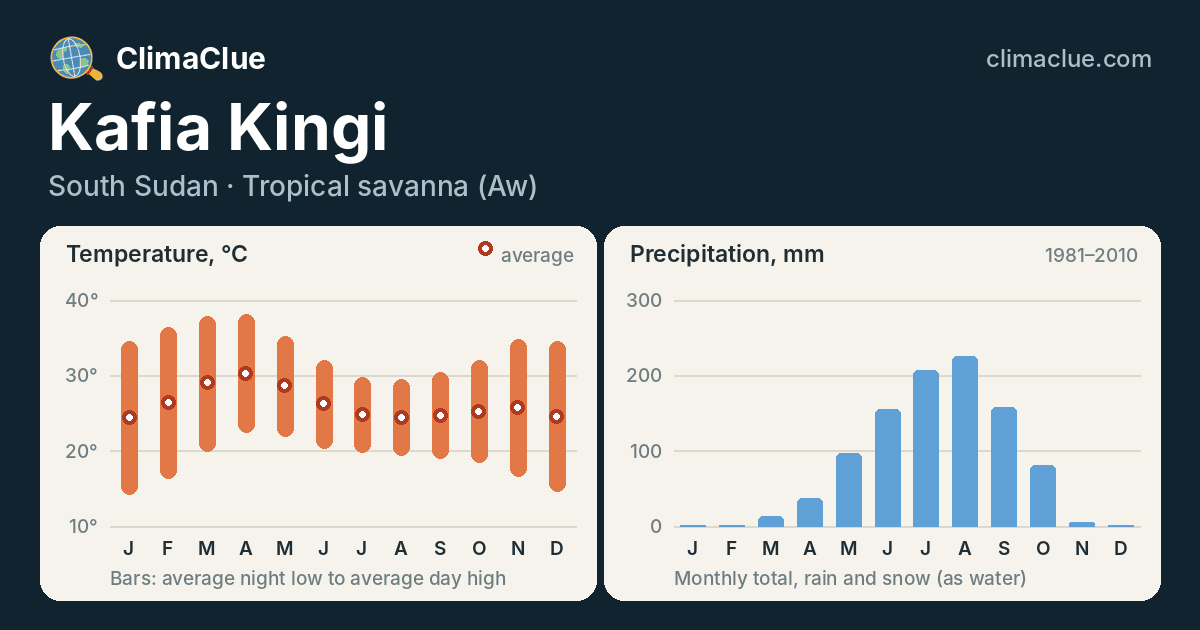 ClimaClue
climaclue.com
Kafia Kingi
South Sudan · Tropical savanna (Aw)
Temperature, °C
average
40°
30°
20°
10°
J F M A M J J A S O N D
Bars: average night low to average day high
Precipitation, mm
1981–2010
300
200
100
0
J F M A M J J A S O N D
Monthly total, rain and snow (as water)